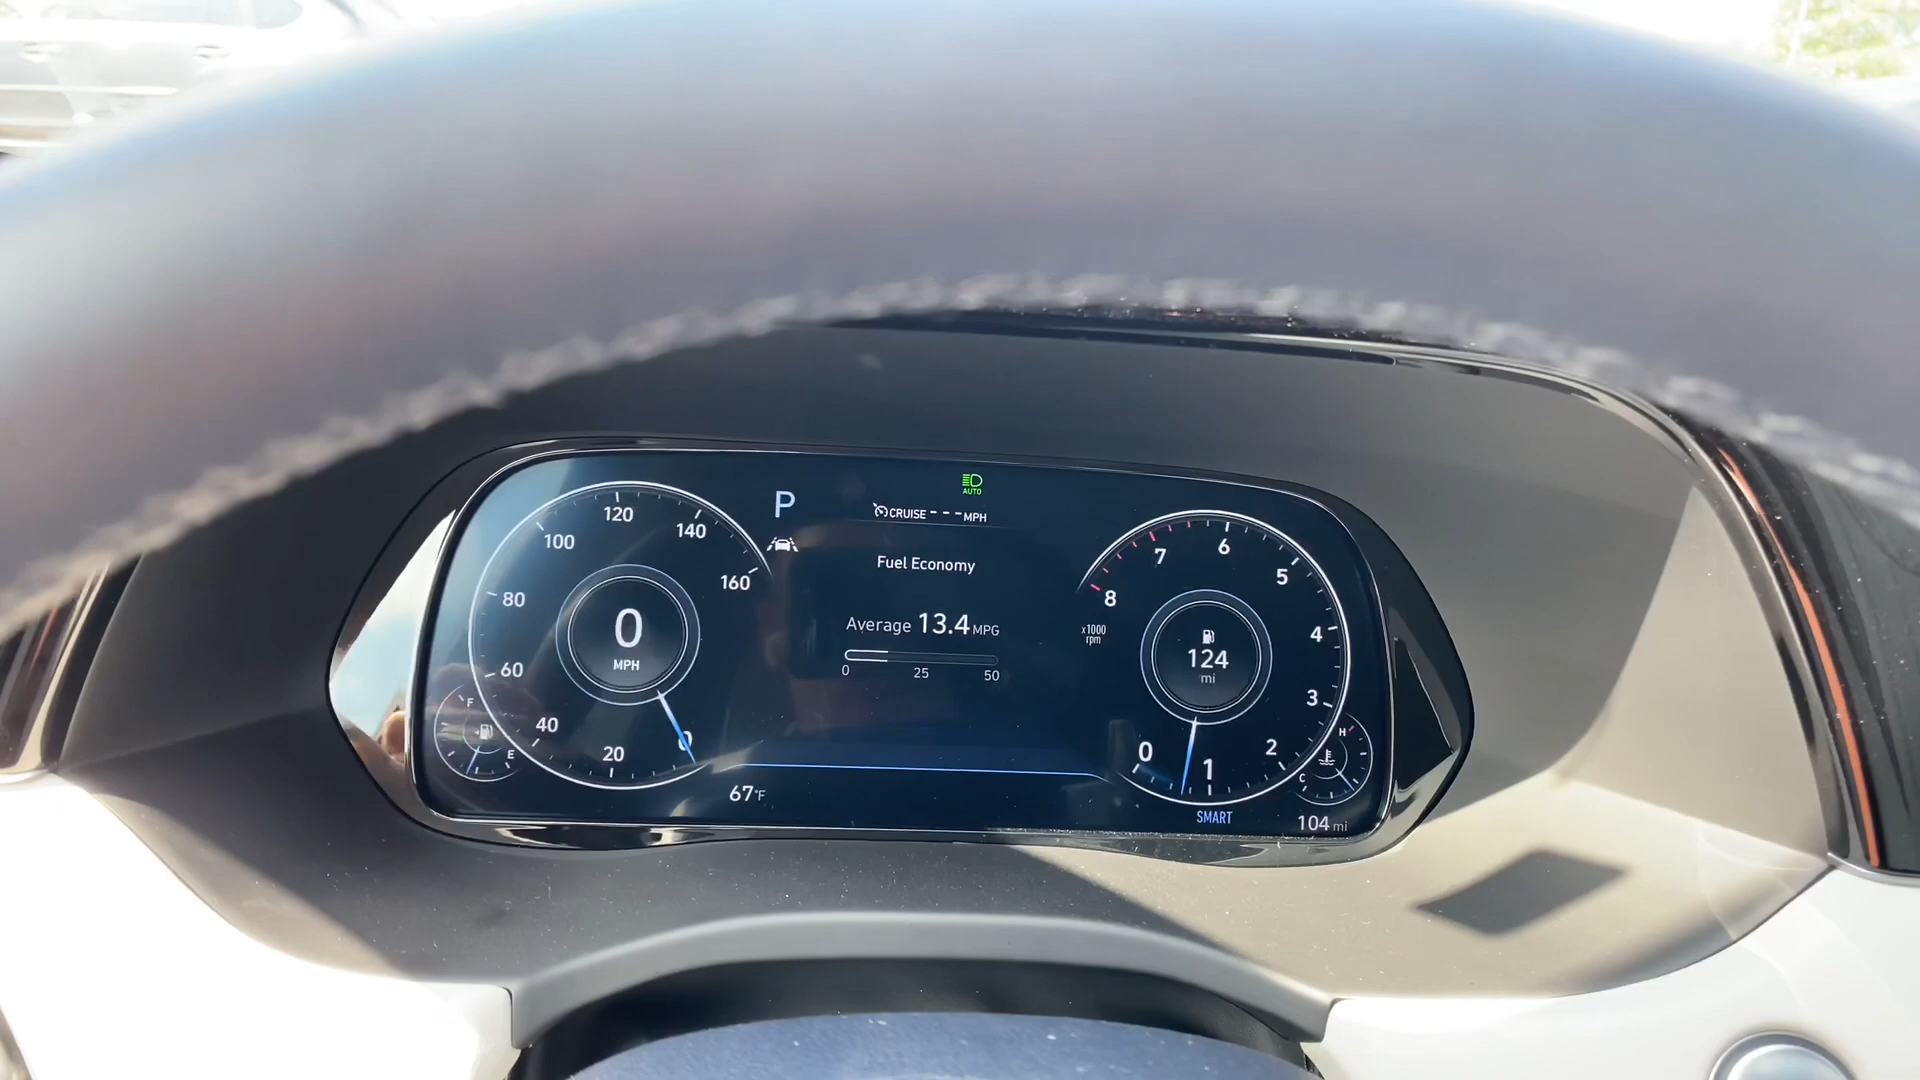 P
AUTO
CRUISE --- MPH
Fuel Economy
Average 13.4 MPG
0 25 50
0
20
40
60
80
100
120
140
160
0
MPH
F
E
67°F
8
7
6
5
4
3
2
1
0
x1000
rpm
124
mi
H
C
SMART
104 mi